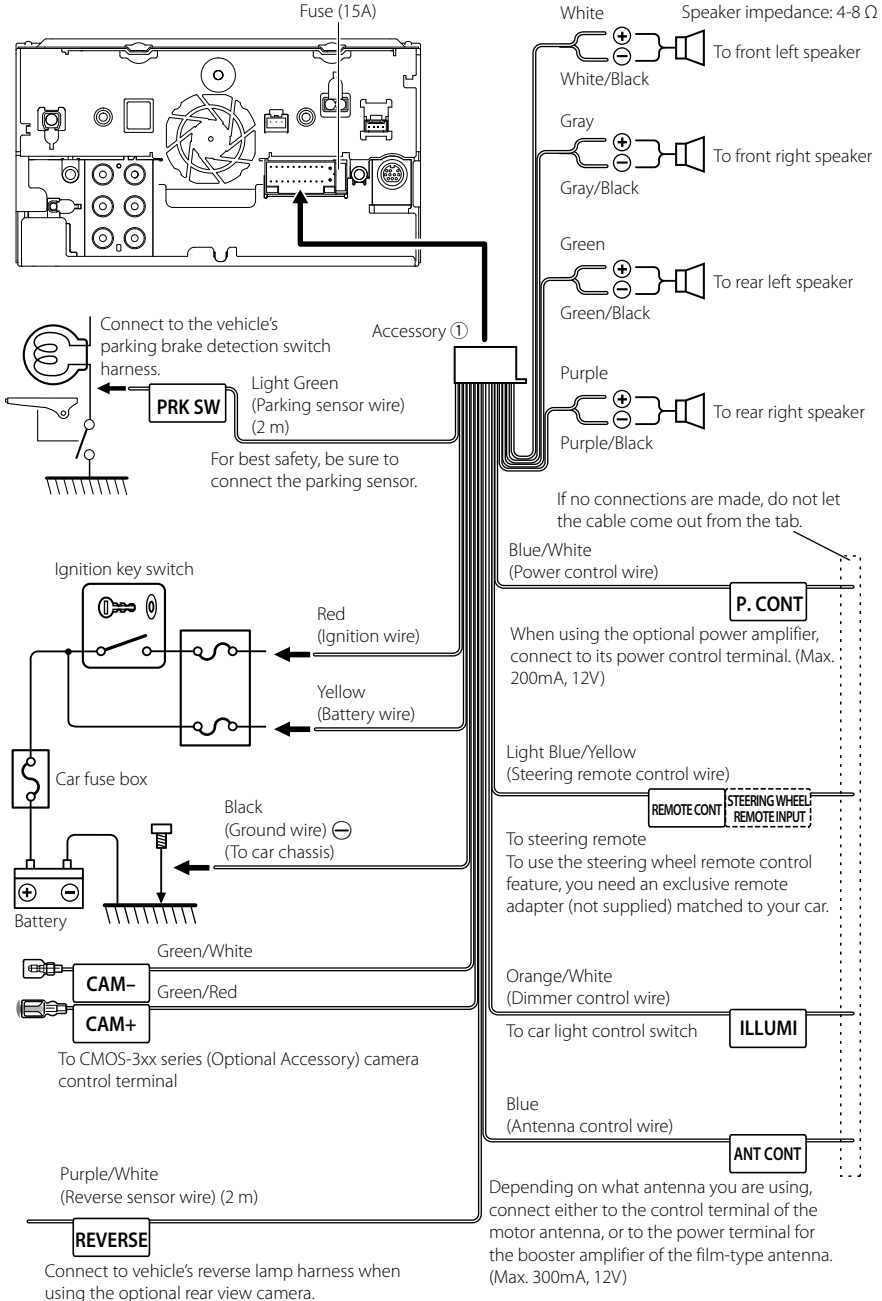 Fuse (15A)
White
Speaker impedance: 4-8 Ω
⊕
⊖
To front left speaker
White/Black
Gray
⊕
⊖
To front right speaker
Gray/Black
Green
⊕
⊖
To rear left speaker
Green/Black
Purple
⊕
⊖
To rear right speaker
Purple/Black
Accessory ①
Connect to the vehicle's
parking brake detection switch
harness.
PRK SW
Light Green
(Parking sensor wire)
(2 m)
For best safety, be sure to
connect the parking sensor.
If no connections are made, do not let
the cable come out from the tab.
Blue/White
(Power control wire)
P. CONT
When using the optional power amplifier,
connect to its power control terminal. (Max.
200mA, 12V)
Ignition key switch
Red
(Ignition wire)
Yellow
(Battery wire)
Car fuse box
Black
(Ground wire) ⊖
(To car chassis)
⊕
⊖
Battery
Light Blue/Yellow
(Steering remote control wire)
REMOTE CONT
STEERING WHEEL
REMOTE INPUT
To steering remote
To use the steering wheel remote control
feature, you need an exclusive remote
adapter (not supplied) matched to your car.
Green/White
CAM–
Green/Red
CAM+
To CMOS-3xx series (Optional Accessory) camera
control terminal
Orange/White
(Dimmer control wire)
To car light control switch
ILLUMI
Blue
(Antenna control wire)
ANT CONT
Depending on what antenna you are using,
connect either to the control terminal of the
motor antenna, or to the power terminal for
the booster amplifier of the film-type antenna.
(Max. 300mA, 12V)
Purple/White
(Reverse sensor wire) (2 m)
REVERSE
Connect to vehicle's reverse lamp harness when
using the optional rear view camera.